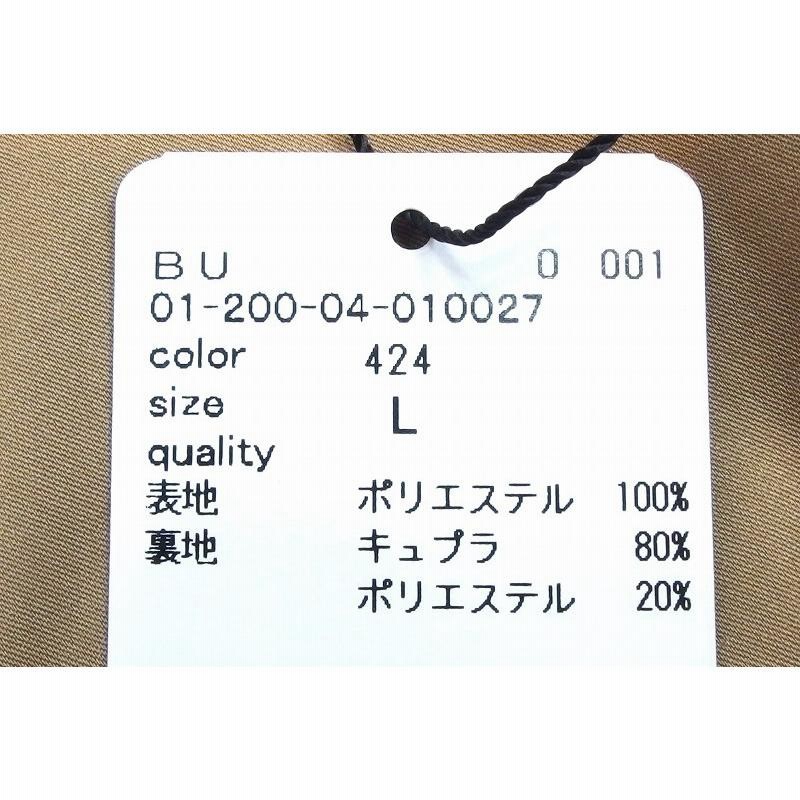 BU 0 001
01-200-04-010027
color 424
size L
quality
表地 ポリエステル 100%
裏地 キュプラ 80%
ポリエステル 20%